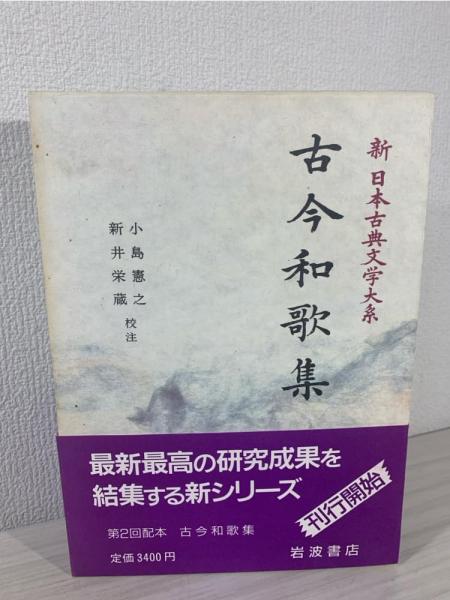 新 日本古典文学大系
古今和歌集
小島憲之
新井栄蔵
校注
最新最高の研究成果を
結集する新シリーズ
刊行開始
第2回配本 古今和歌集
定価3400円
岩波書店